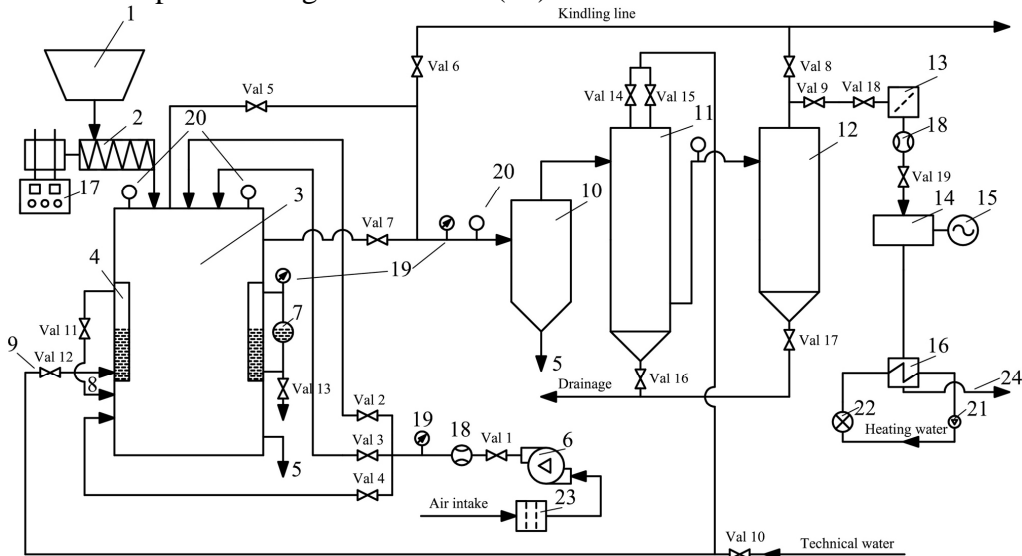 Kindling line
1
Val 6
Val 8
13
Val 9
Val 18
Val 5
Val 14
Val 15
2
20
11
12
18
17
20
Val 19
3
10
14
15
Val 7
4
19
7
Val 11
Val 17
9
Val 12
5
16
8
Val 13
Drainage
Val 16
24
Val 2
22
21
19
18
Val 1
6
Heating water
Val 3
5
Val 4
Air intake
23
Val 10
Technical water